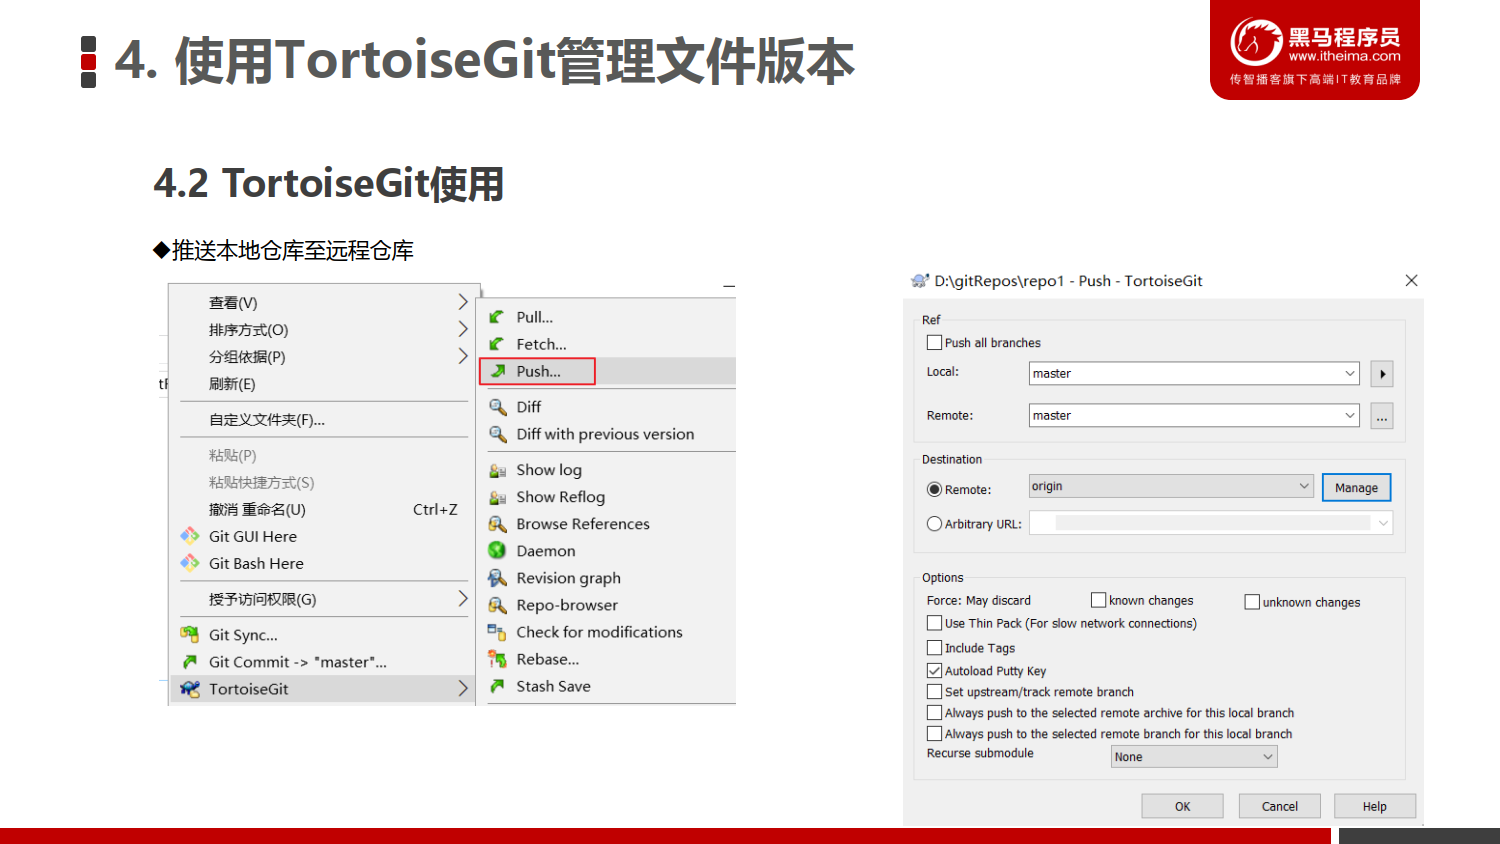 4. 使用TortoiseGit管理文件版本
黑马程序员
www.itheima.com
传智播客旗下高端IT教育品牌
4.2 TortoiseGit使用
◆推送本地仓库至远程仓库
查看(V)
排序方式(O)
分组依据(P)
刷新(E)
自定义文件夹(F)...
粘贴(P)
粘贴快捷方式(S)
撤消 重命名(U) Ctrl+Z
Git GUI Here
Git Bash Here
授予访问权限(G)
Git Sync...
Git Commit -> "master"...
TortoiseGit
Pull...
Fetch...
Push...
Diff
Diff with previous version
Show log
Show Reflog
Browse References
Daemon
Revision graph
Repo-browser
Check for modifications
Rebase...
Stash Save
D:\gitRepos\repo1 - Push - TortoiseGit
Ref
Push all branches
Local: master
Remote: master ...
Destination
Remote: origin Manage
Arbitrary URL:
Options
Force: May discard known changes unknown changes
Use Thin Pack (For slow network connections)
Include Tags
Autoload Putty Key
Set upstream/track remote branch
Always push to the selected remote archive for this local branch
Always push to the selected remote branch for this local branch
Recurse submodule None
OK Cancel Help